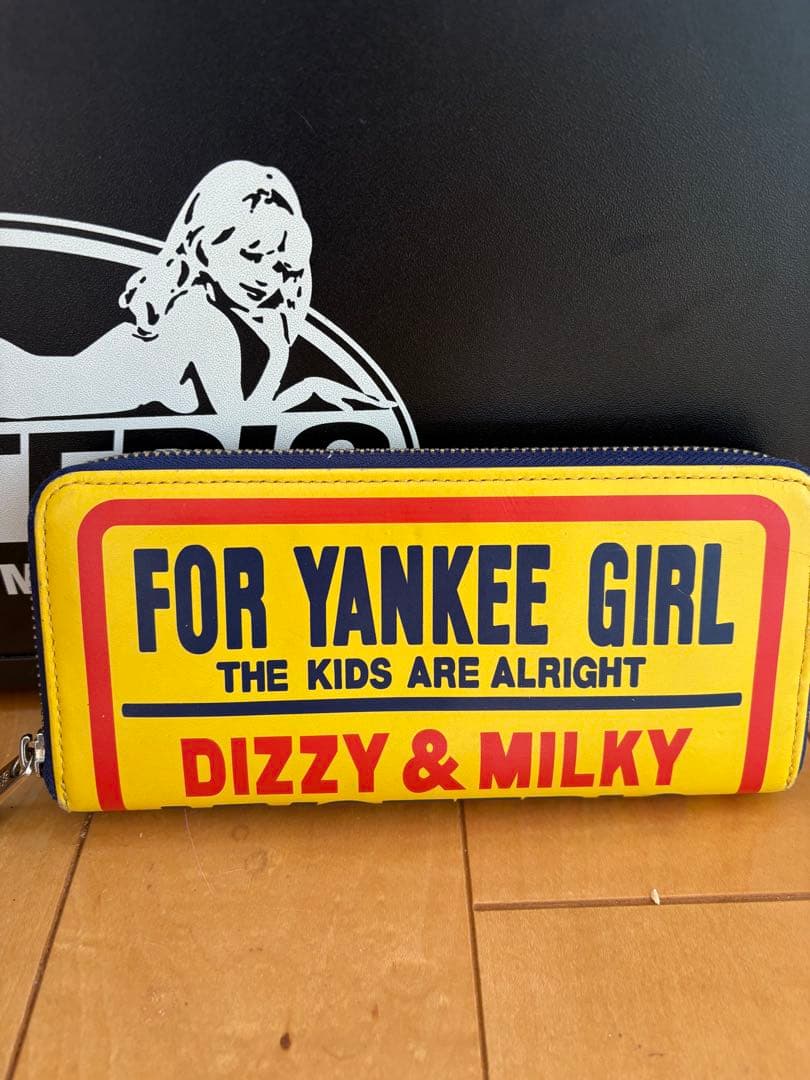 FOR YANKEE GIRL
THE KIDS ARE ALRIGHT
DIZZY & MILKY